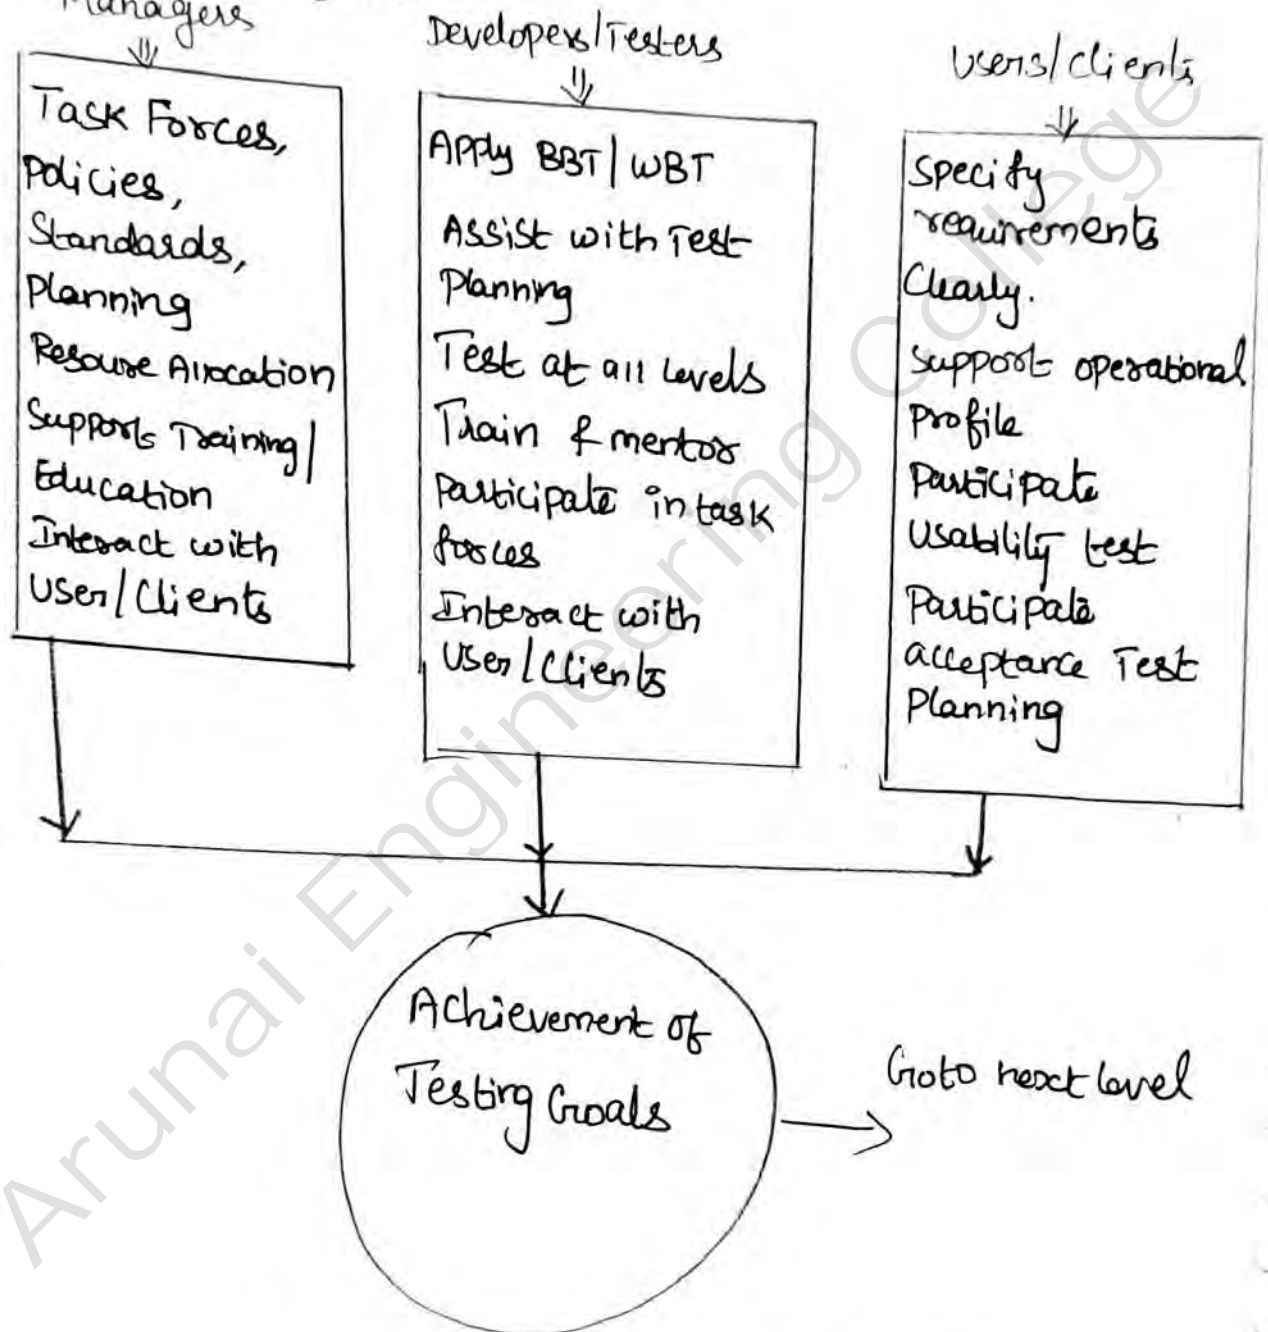 Managers
Task Forces,
Policies,
Standards,
Planning
Resoure Allocation
Supports Training/
Education
Interact with
User/Clients
Developers/Testers
Apply BBT/WBT
Assist with Test
Planning
Test at all Levels
Train & mentor
Participate in task
forces
Interact with
User/Clients
Users/Clients
Specify
requirements
Clearly.
Support operational
Profile
Participate
Usability test
Participate
acceptance Test
Planning
Achievement of
Testing Goals
Goto next level
Arunai Engineering College